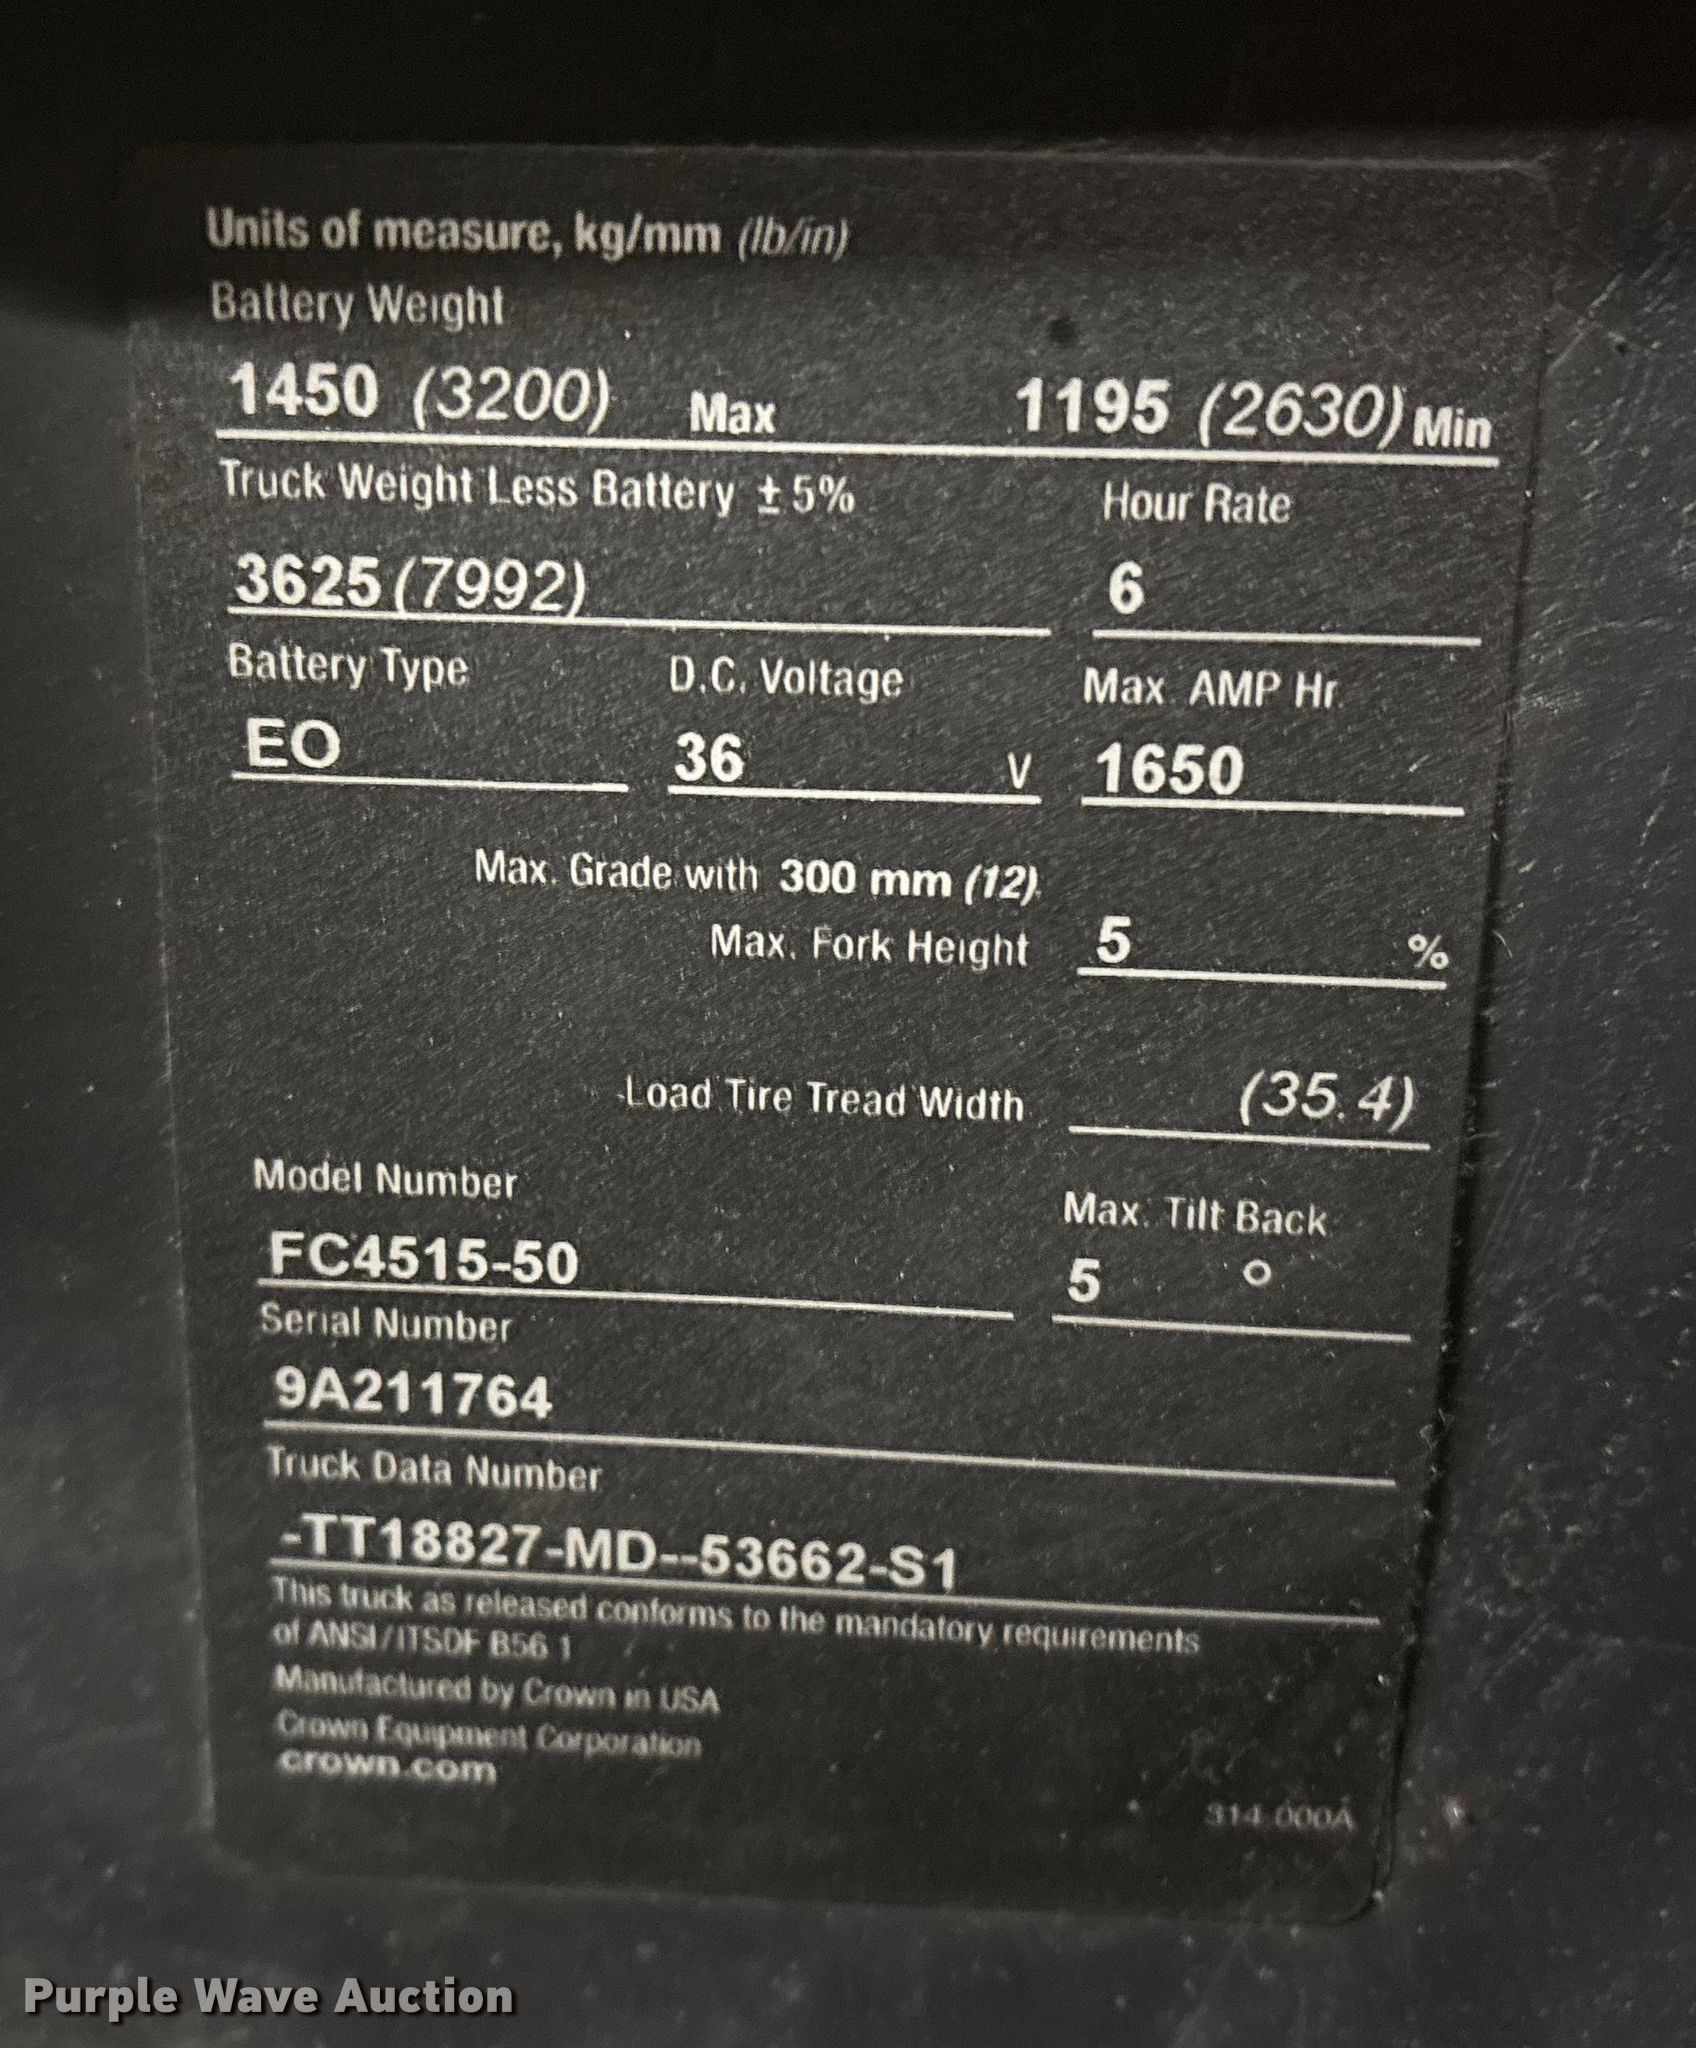 Units of measure, kg/mm (lb/in)
Battery Weight
1450 (3200) Max 1195 (2630) Min
Truck Weight Less Battery ± 5% Hour Rate
3625 (7992) 6
Battery Type D.C. Voltage Max. AMP Hr.
EO 36 V 1650
Max. Grade with 300 mm (12)
Max. Fork Height 5 %
Load Tire Tread Width (35.4)
Model Number Max. Tilt Back
FC4515-50 5 °
Serial Number
9A211764
Truck Data Number
-TT18827-MD--53662-S1
This truck as released conforms to the mandatory requirements
of ANSI/ITSDF B56.1
Manufactured by Crown in USA
Crown Equipment Corporation
crown.com
314 000A
Purple Wave Auction